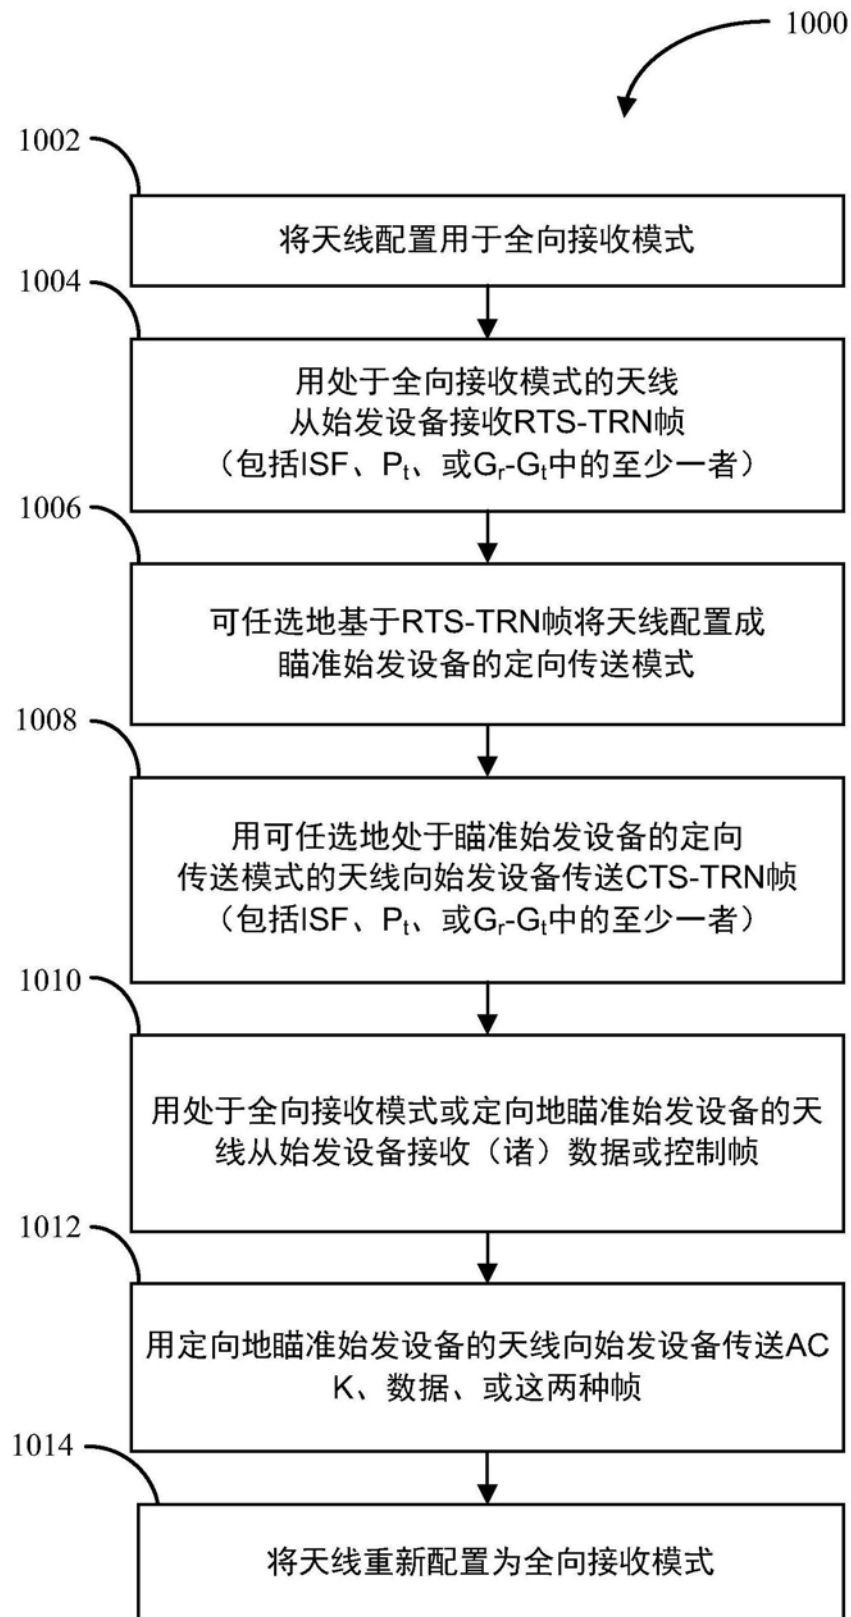 1000
1002
将天线配置用于全向接收模式
1004
用处于全向接收模式的天线
从始发设备接收RTS-TRN帧
（包括ISF、Pt、或Gr-Gt中的至少一者）
1006
可任选地基于RTS-TRN帧将天线配置成
瞄准始发设备的定向传送模式
1008
用可任选地处于瞄准始发设备的定向
传送模式的天线向始发设备传送CTS-TRN帧
（包括ISF、Pt、或Gr-Gt中的至少一者）
1010
用处于全向接收模式或定向地瞄准始发设备的天
线从始发设备接收（诸）数据或控制帧
1012
用定向地瞄准始发设备的天线向始发设备传送AC
K、数据、或这两种帧
1014
将天线重新配置为全向接收模式